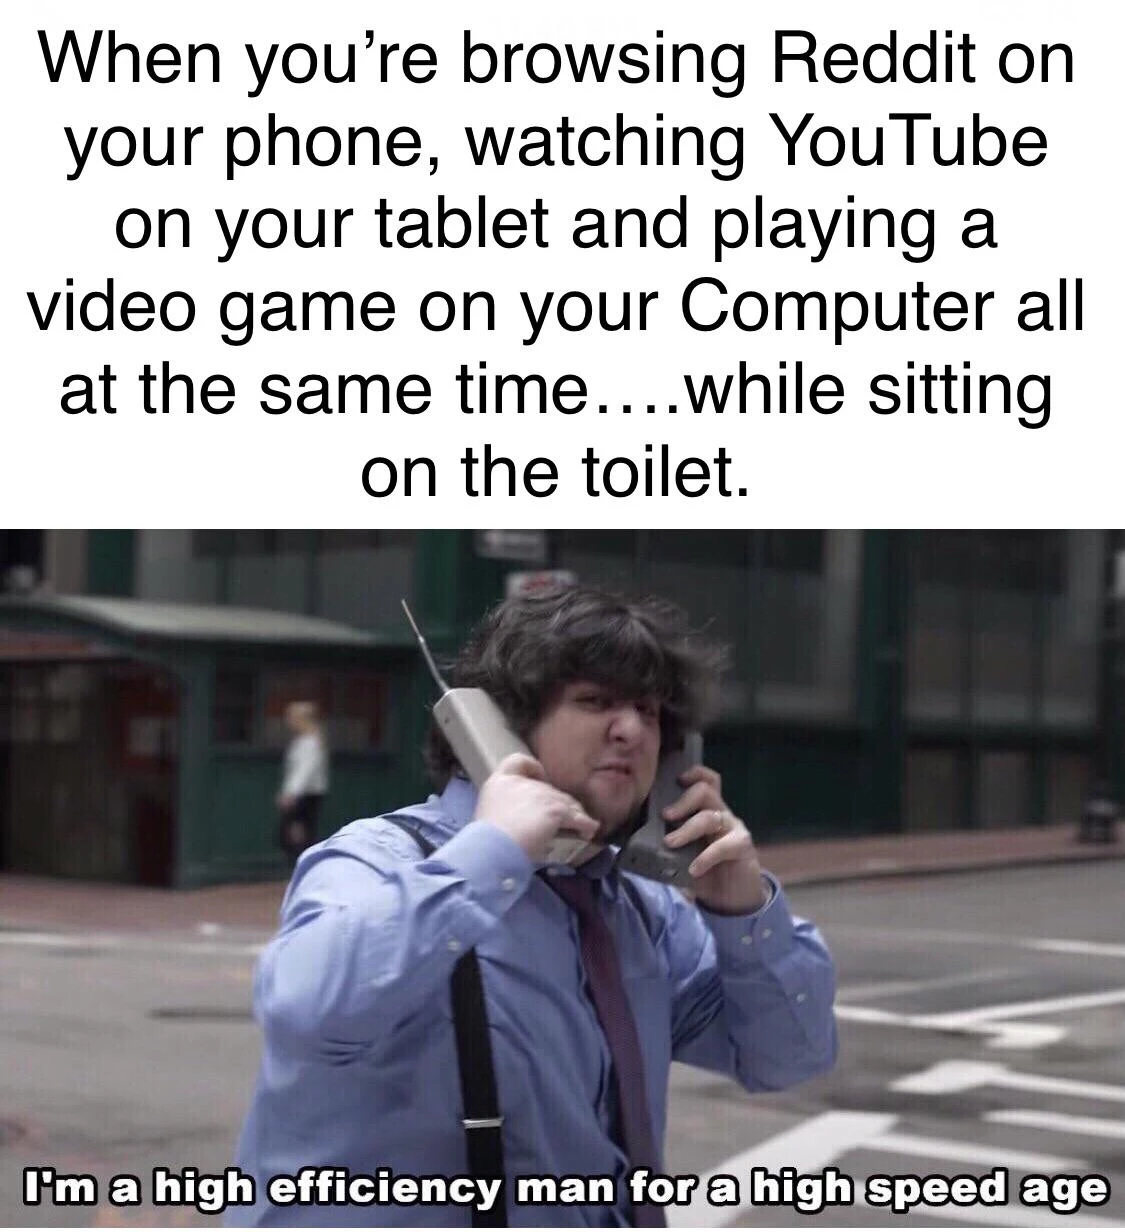 When you’re browsing Reddit on
your phone, watching YouTube
on your tablet and playing a
video game on your Computer all
at the same time….while sitting
on the toilet.
I'm a high efficiency man for a high speed age